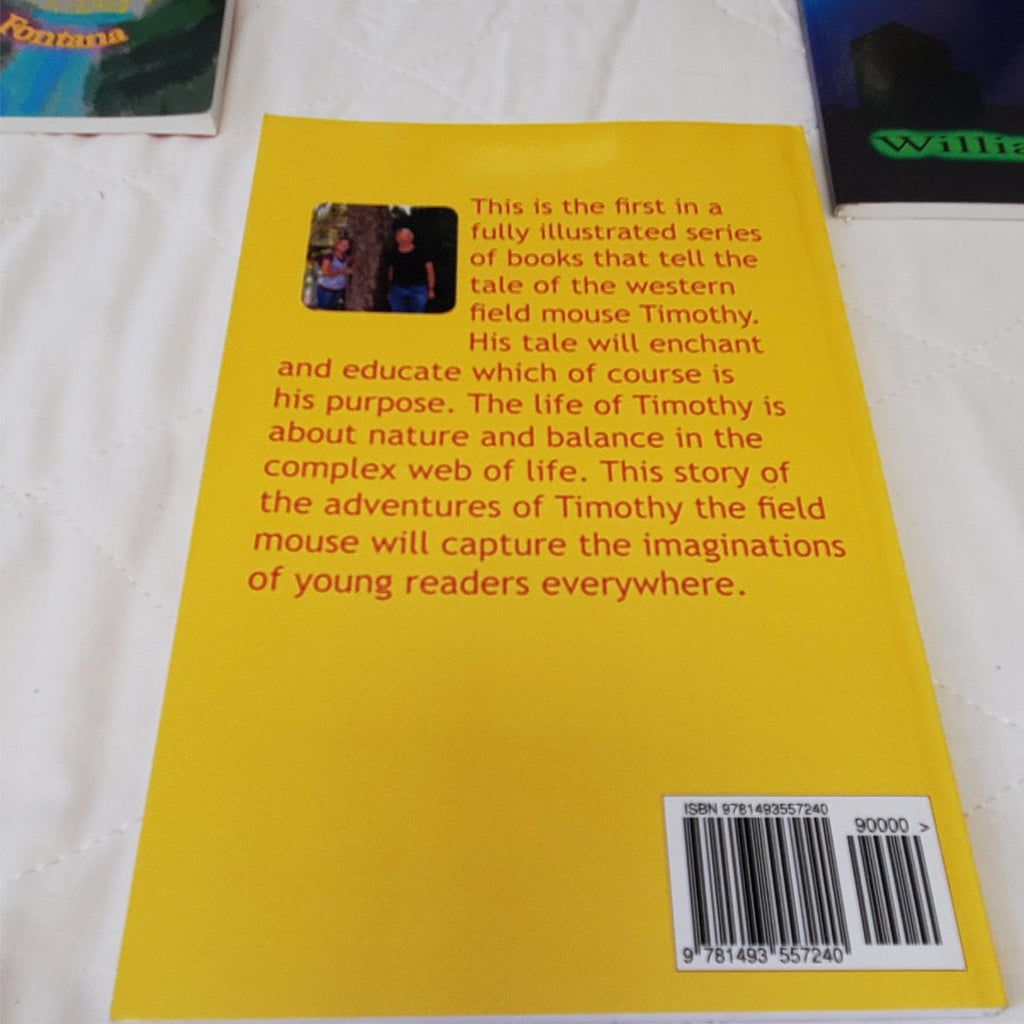 Fontana
This is the first in a
fully illustrated series
of books that tell the
tale of the western
field mouse Timothy.
His tale will enchant
and educate which of course is
his purpose. The life of Timothy is
about nature and balance in the
complex web of life. This story of
the adventures of Timothy the field
mouse will capture the imaginations
of young readers everywhere.
ISBN 9781493557240
90000 >
9 781493 557240